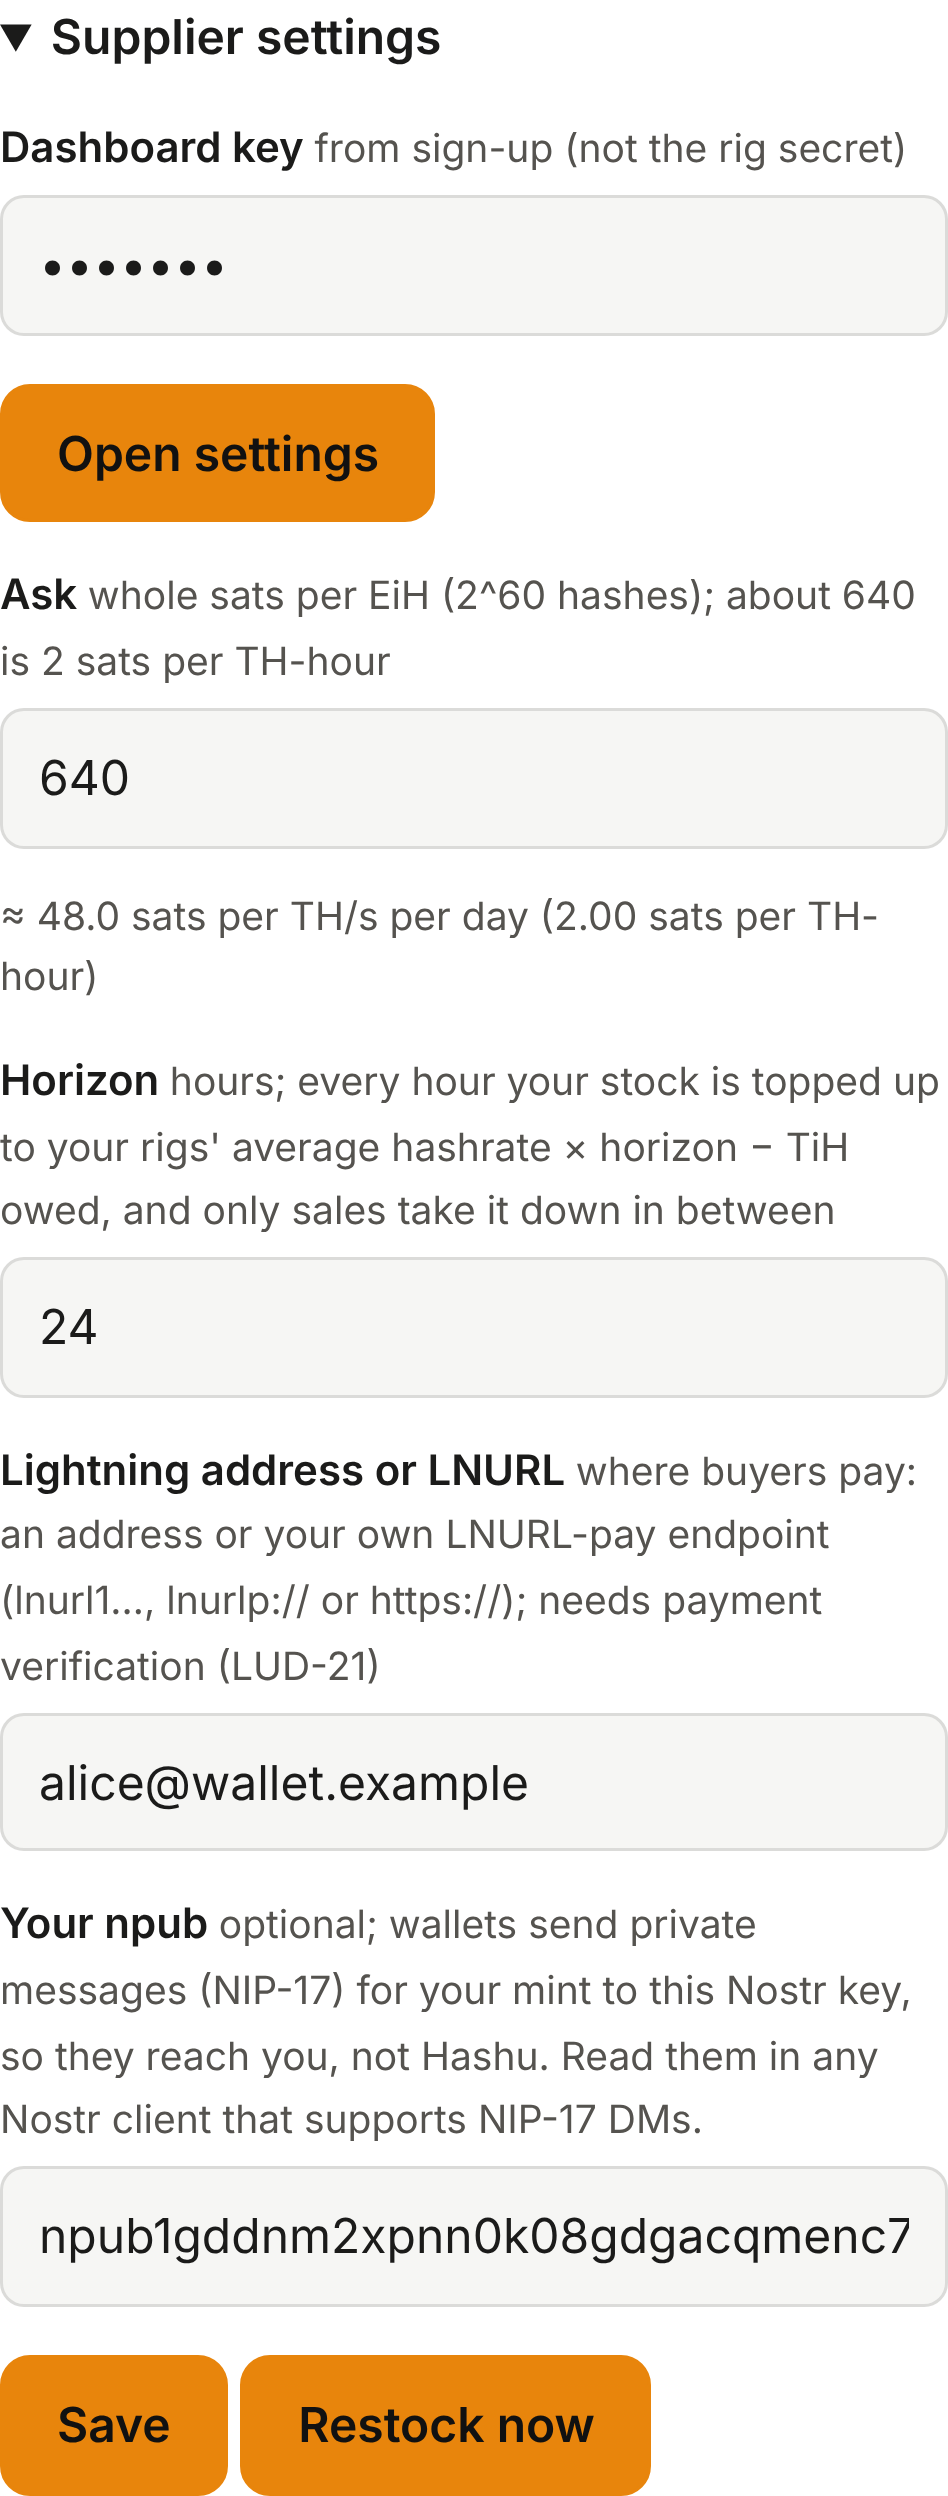 ▼ Supplier settings
Dashboard key from sign-up (not the rig secret)
•••••••
Open settings
Ask whole sats per EiH (2^60 hashes); about 640
is 2 sats per TH-hour
640
≈ 48.0 sats per TH/s per day (2.00 sats per TH-
hour)
Horizon hours; every hour your stock is topped up
to your rigs' average hashrate × horizon − TiH
owed, and only sales take it down in between
24
Lightning address or LNURL where buyers pay:
an address or your own LNURL-pay endpoint
(lnurl1…, lnurlp:// or https://); needs payment
verification (LUD-21)
alice@wallet.example
Your npub optional; wallets send private
messages (NIP-17) for your mint to this Nostr key,
so they reach you, not Hashu. Read them in any
Nostr client that supports NIP-17 DMs.
npub1gddnm2xpnn0k08gdgacqmenc7
Save Restock now